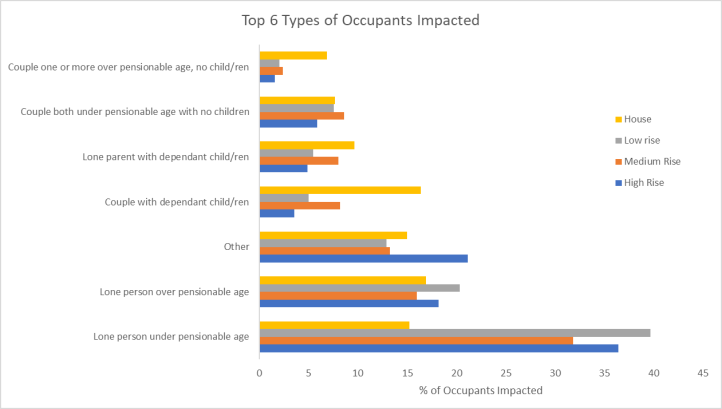 Top 6 Types of Occupants Impacted
Couple one or more over pensionable age, no child/ren
Couple both under pensionable age with no children
Lone parent with dependant child/ren
Couple with dependant child/ren
Other
Lone person over pensionable age
Lone person under pensionable age
House
Low rise
Medium Rise
High Rise
0 5 10 15 20 25 30 35 40 45
% of Occupants Impacted